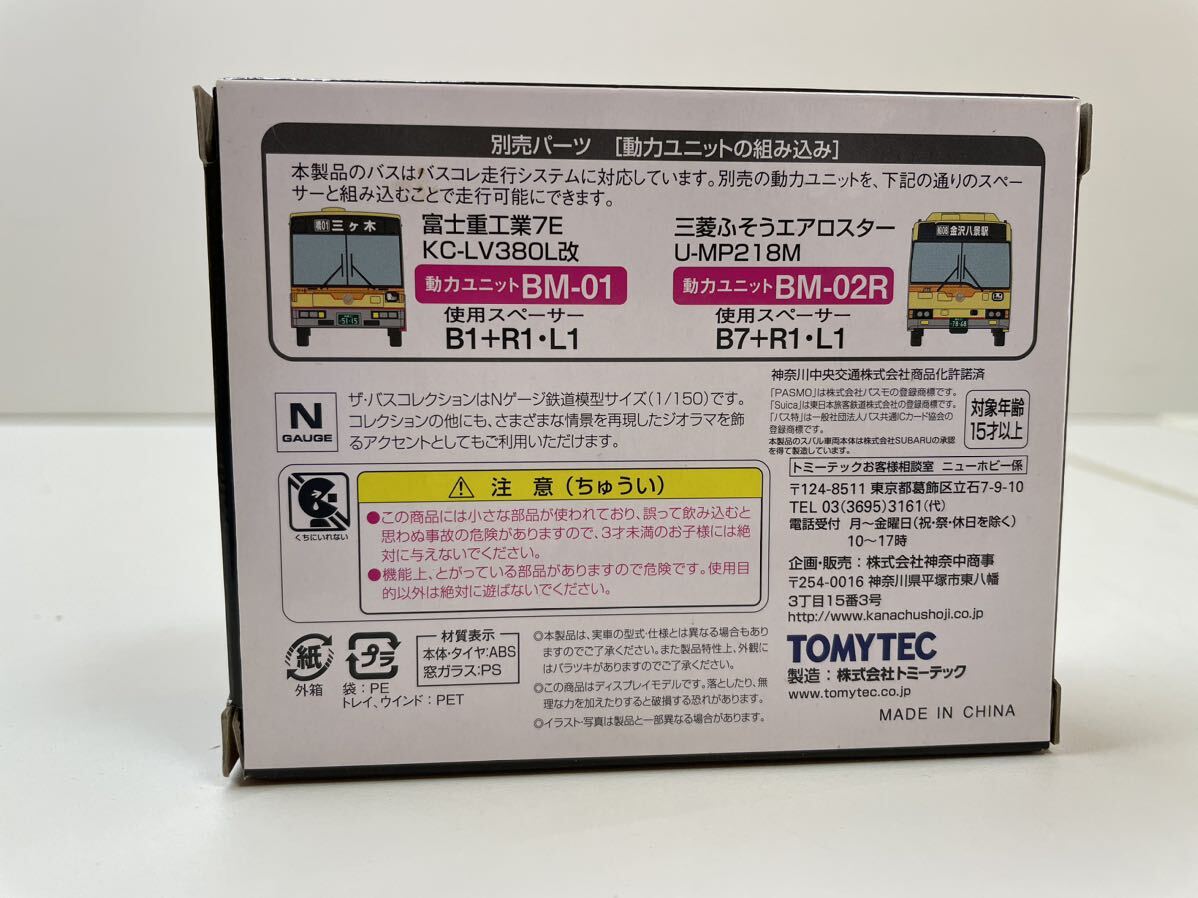 別売パーツ [動力ユニットの組み込み]
本製品のバスはバスコレ走行システムに対応しています。別売の動力ユニットを、下記の通りのスペー
サーと組み込むことで走行可能にできます。
橋01 三ヶ木
5115
富士重工業7E
KC-LV380L改
動力ユニット BM-01
使用スペーサー
B1+R1・L1
三菱ふそうエアロスター
U-MP218M
動力ユニット BM-02R
使用スペーサー
B7+R1・L1
金沢八景駅
7868
N
GAUGE
ザ・バスコレクションはNゲージ鉄道模型サイズ(1/150)です。
コレクションの他にも、さまざまな情景を再現したジオラマを飾
るアクセントとしてもご利用いただけます。
くちにいれない
注 意(ちゅうい)
●この商品には小さな部品が使われており、誤って飲み込むと
思わぬ事故の危険がありますので、3才未満のお子様には絶
対に与えないでください。
●機能上、とがっている部品がありますので危険です。使用目
的以外は絶対に遊ばないでください。
紙
外箱
プラ
袋:PE
トレイ、ウインド:PET
材質表示
本体・タイヤ:ABS
窓ガラス:PS
◎本製品は、実車の型式・仕様とは異なる場合もあり
ますのでご了承ください。また製品特性上、外観に
はバラツキがありますのでご了承ください。
◎この商品はディスプレイモデルです。落としたり、無
理な力を加えたりすると破損する恐れがあります。
◎イラスト・写真は製品と一部異なる場合があります。
神奈川中央交通株式会社商品化許諾済
「PASMO」は株式会社パスモの登録商標です。
「Suica」は東日本旅客鉄道株式会社の登録商標です。
「バス特」は一般社団法人バス共通ICカード協会の
登録商標です。
本製品のスバル車両本体は株式会社SUBARUの承認
を得て製造しています。
対象年齢
15才以上
トミーテックお客様相談室 ニューホビー係
〒124-8511 東京都葛飾区立石7-9-10
TEL 03(3695)3161(代)
電話受付 月〜金曜日(祝・祭・休日を除く)
10〜17時
企画・販売:株式会社神奈中商事
〒254-0016 神奈川県平塚市東八幡
3丁目15番3号
http://www.kanachushoji.co.jp
TOMYTEC
製造:株式会社トミーテック
www.tomytec.co.jp
MADE IN CHINA